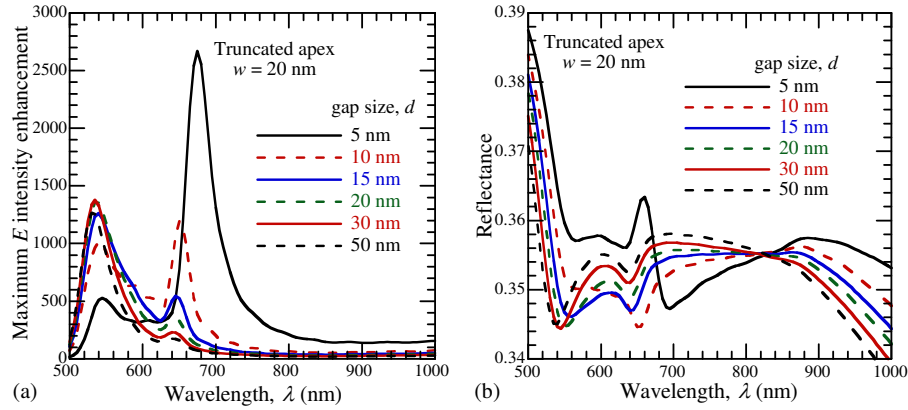 Maximum E intensity enhancement
3000
2500
2000
1500
1000
500
0
Truncated apex
w = 20 nm
gap size, d
5 nm
10 nm
15 nm
20 nm
30 nm
50 nm
500 600 700 800 900 1000
(a) Wavelength, λ (nm)
Reflectance
0.39
0.38
0.37
0.36
0.35
0.34
Truncated apex
w = 20 nm
gap size, d
5 nm
10 nm
15 nm
20 nm
30 nm
50 nm
500 600 700 800 900 1000
(b) Wavelength, λ (nm)